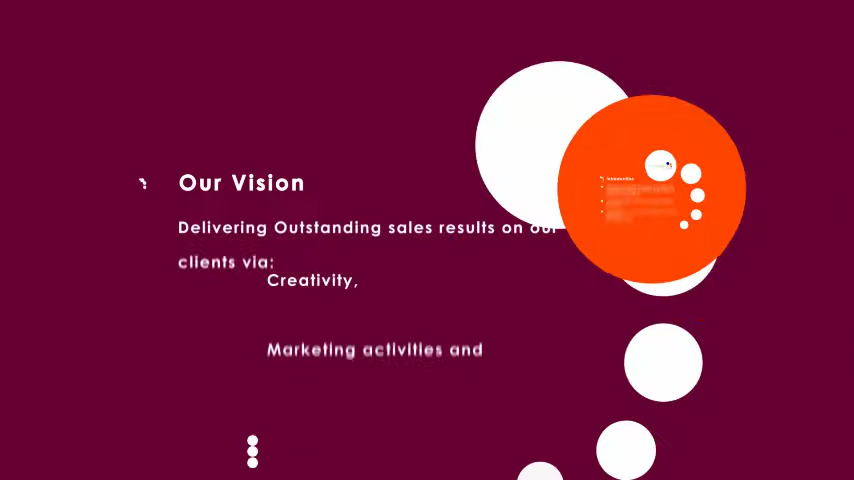 Our Vision
Delivering Outstanding sales results on our
clients via:
Creativity,
Marketing activities and